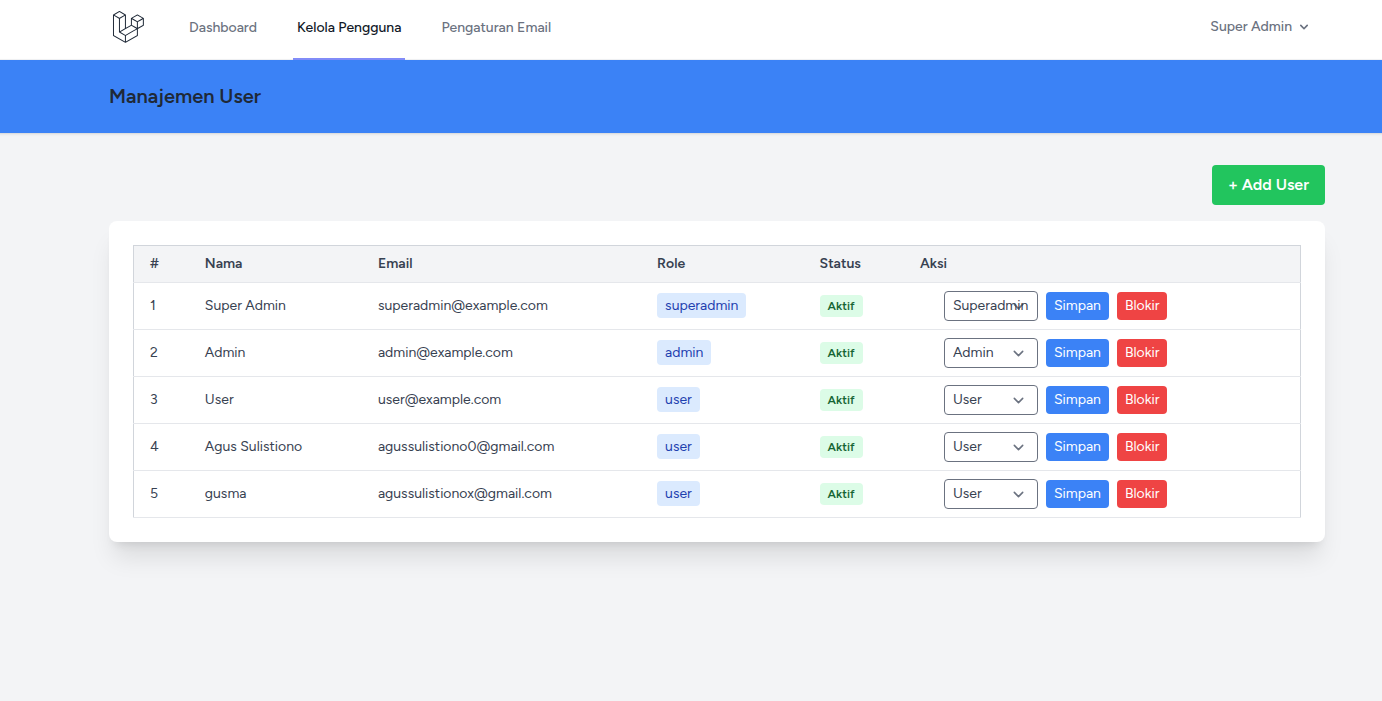 Dashboard Kelola Pengguna Pengaturan Email Super Admin
Manajemen User
+ Add User
# Nama Email Role Status Aksi
1 Super Admin superadmin@example.com superadmin Aktif Superadmin Simpan Blokir
2 Admin admin@example.com admin Aktif Admin Simpan Blokir
3 User user@example.com user Aktif User Simpan Blokir
4 Agus Sulistiono agussulistiono0@gmail.com user Aktif User Simpan Blokir
5 gusma agussulistionox@gmail.com user Aktif User Simpan Blokir